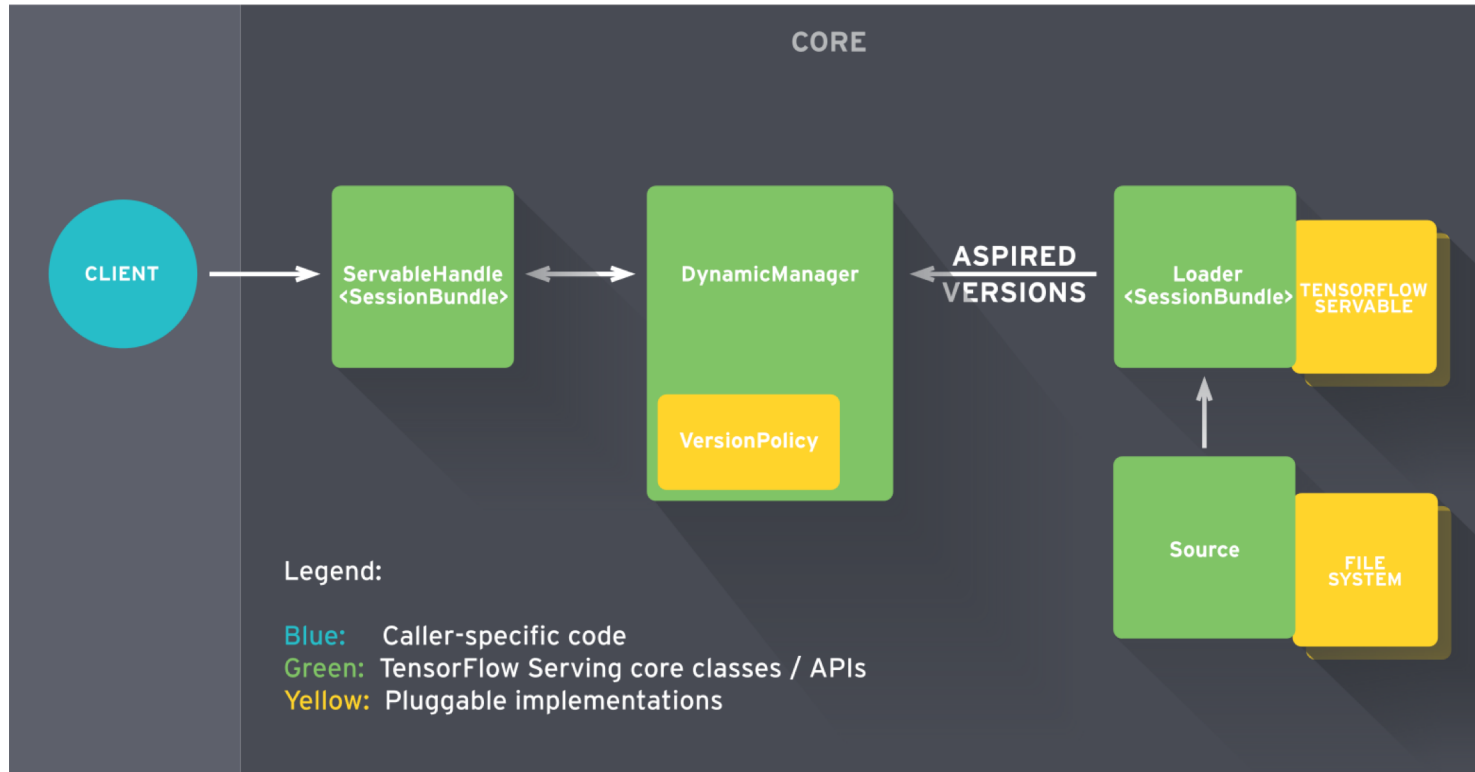 CORE
CLIENT
ServableHandle
<SessionBundle>
DynamicManager
VersionPolicy
ASPIRED
VERSIONS
Loader
<SessionBundle>
TENSORFLOW
SERVABLE
Source
FILE
SYSTEM
Legend:
Blue: Caller-specific code
Green: TensorFlow Serving core classes / APIs
Yellow: Pluggable implementations